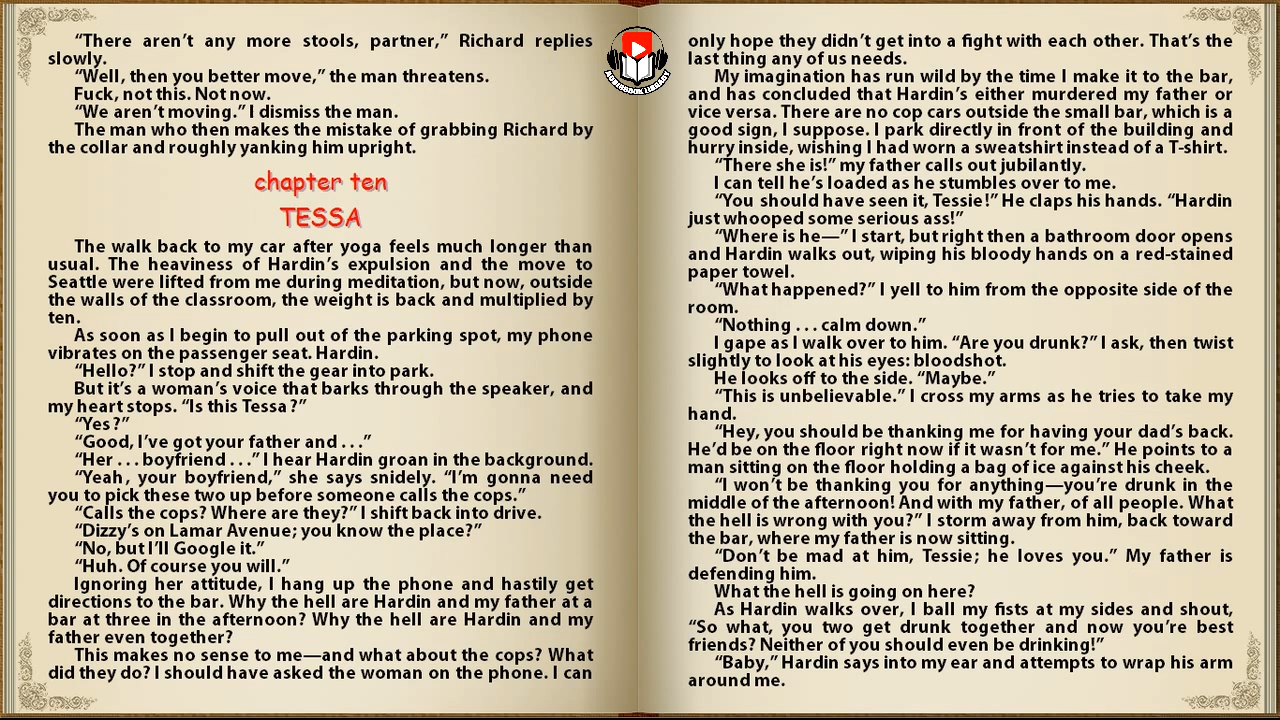 “There aren’t any more stools, partner,” Richard replies
slowly.
“Well, then you better move,” the man threatens.
Fuck, not this. Not now.
“We aren’t moving.” I dismiss the man.
The man who then makes the mistake of grabbing Richard by
the collar and roughly yanking him upright.
chapter ten
TESSA
The walk back to my car after yoga feels much longer than
usual. The heaviness of Hardin’s expulsion and the move to
Seattle were lifted from me during meditation, but now, outside
the walls of the classroom, the weight is back and multiplied by
ten.
As soon as I begin to pull out of the parking spot, my phone
vibrates on the passenger seat. Hardin.
“Hello?” I stop and shift the gear into park.
But it’s a woman’s voice that barks through the speaker, and
my heart stops. “Is this Tessa?”
“Yes?”
“Good, I’ve got your father and . . .”
“Her . . . boyfriend . . .” I hear Hardin groan in the background.
“Yeah, your boyfriend,” she says snidely. “I’m gonna need
you to pick these two up before someone calls the cops.”
“Calls the cops? Where are they?” I shift back into drive.
“Dizzy’s on Lamar Avenue; you know the place?”
“No, but I’ll Google it.”
“Huh. Of course you will.”
Ignoring her attitude, I hang up the phone and hastily get
directions to the bar. Why the hell are Hardin and my father at a
bar at three in the afternoon? Why the hell are Hardin and my
father even together?
This makes no sense to me—and what about the cops? What
did they do? I should have asked the woman on the phone. I can
only hope they didn’t get into a fight with each other. That’s the
last thing any of us needs.
My imagination has run wild by the time I make it to the bar,
and has concluded that Hardin’s either murdered my father or
vice versa. There are no cop cars outside the small bar, which is a
good sign, I suppose. I park directly in front of the building and
hurry inside, wishing I had worn a sweatshirt instead of a T-shirt.
“There she is!” my father calls out jubilantly.
I can tell he’s loaded as he stumbles over to me.
“You should have seen it, Tessie!” He claps his hands. “Hardin
just whooped some serious ass!”
“Where is he—” I start, but right then a bathroom door opens
and Hardin walks out, wiping his bloody hands on a red-stained
paper towel.
“What happened?” I yell to him from the opposite side of the
room.
“Nothing . . . calm down.”
I gape as I walk over to him. “Are you drunk?” I ask, then twist
slightly to look at his eyes: bloodshot.
He looks off to the side. “Maybe.”
“This is unbelievable.” I cross my arms as he tries to take my
hand.
“Hey, you should be thanking me for having your dad’s back.
He’d be on the floor right now if it wasn’t for me.” He points to a
man sitting on the floor holding a bag of ice against his cheek.
“I won’t be thanking you for anything—you’re drunk in the
middle of the afternoon! And with my father, of all people. What
the hell is wrong with you?” I storm away from him, back toward
the bar, where my father is now sitting.
“Don’t be mad at him, Tessie; he loves you.” My father is
defending him.
What the hell is going on here?
As Hardin walks over, I ball my fists at my sides and shout,
“So what, you two get drunk together and now you’re best
friends? Neither of you should even be drinking!”
“Baby,” Hardin says into my ear and attempts to wrap his arm
around me.